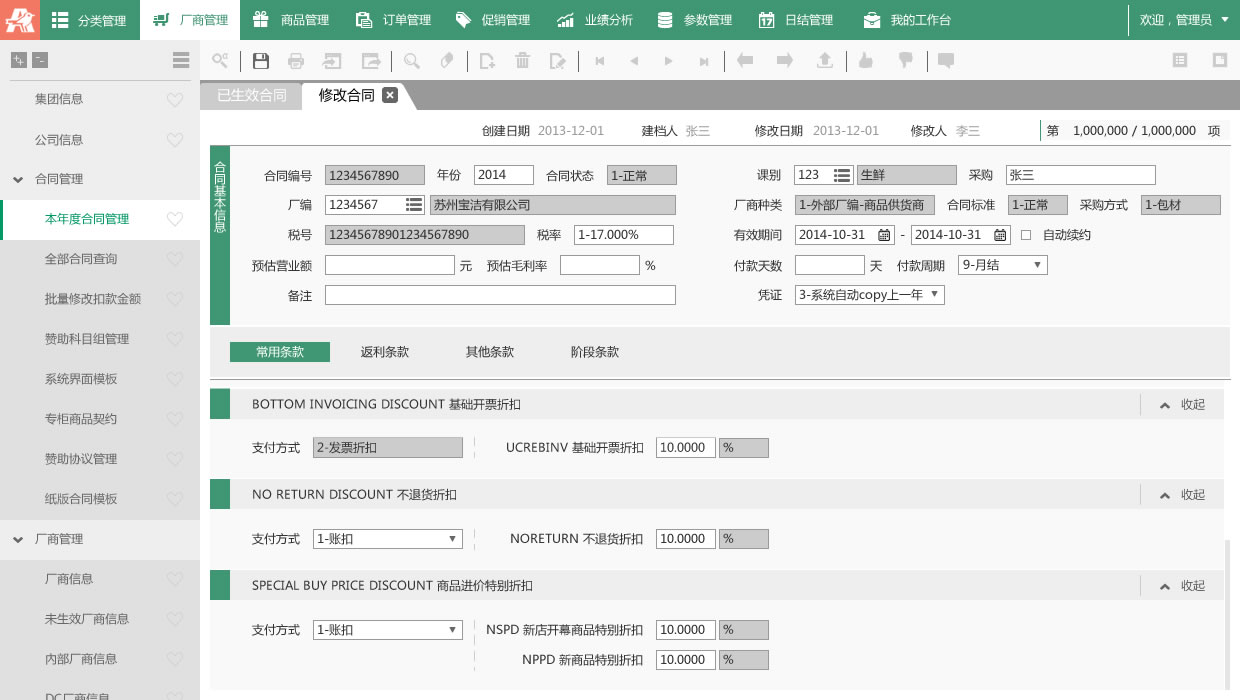 分类管理 厂商管理 商品管理 订单管理 促销管理 业绩分析 参数管理 日结管理 我的工作台 欢迎，管理员
已生效合同 修改合同
集团信息
公司信息
合同管理
本年度合同管理
全部合同查询
批量修改扣款金额
赞助科目组管理
系统界面模板
专柜商品契约
赞助协议管理
纸版合同模板
厂商管理
厂商信息
未生效厂商信息
内部厂商信息
DC厂商信息
创建日期 2013-12-01 建档人 张三 修改日期 2013-12-01 修改人 李三 第 1,000,000 / 1,000,000 项
合同基本信息
合同编号 1234567890 年份 2014 合同状态 1-正常 课别 123 生鲜 采购 张三
厂编 1234567 苏州宝洁有限公司 厂商种类 1-外部厂编-商品供货商 合同标准 1-正常 采购方式 1-包材
税号 12345678901234567890 税率 1-17.000% 有效期间 2014-10-31 - 2014-10-31 自动续约
预估营业额 元 预估毛利率 % 付款天数 天 付款周期 9-月结
备注 凭证 3-系统自动copy上一年
常用条款 返利条款 其他条款 阶段条款
BOTTOM INVOICING DISCOUNT 基础开票折扣 收起
支付方式 2-发票折扣 UCREBINV 基础开票折扣 10.0000 %
NO RETURN DISCOUNT 不退货折扣 收起
支付方式 1-账扣 NORETURN 不退货折扣 10.0000 %
SPECIAL BUY PRICE DISCOUNT 商品进价特别折扣 收起
支付方式 1-账扣 NSPD 新店开幕商品特别折扣 10.0000 %
NPPD 新商品特别折扣 10.0000 %